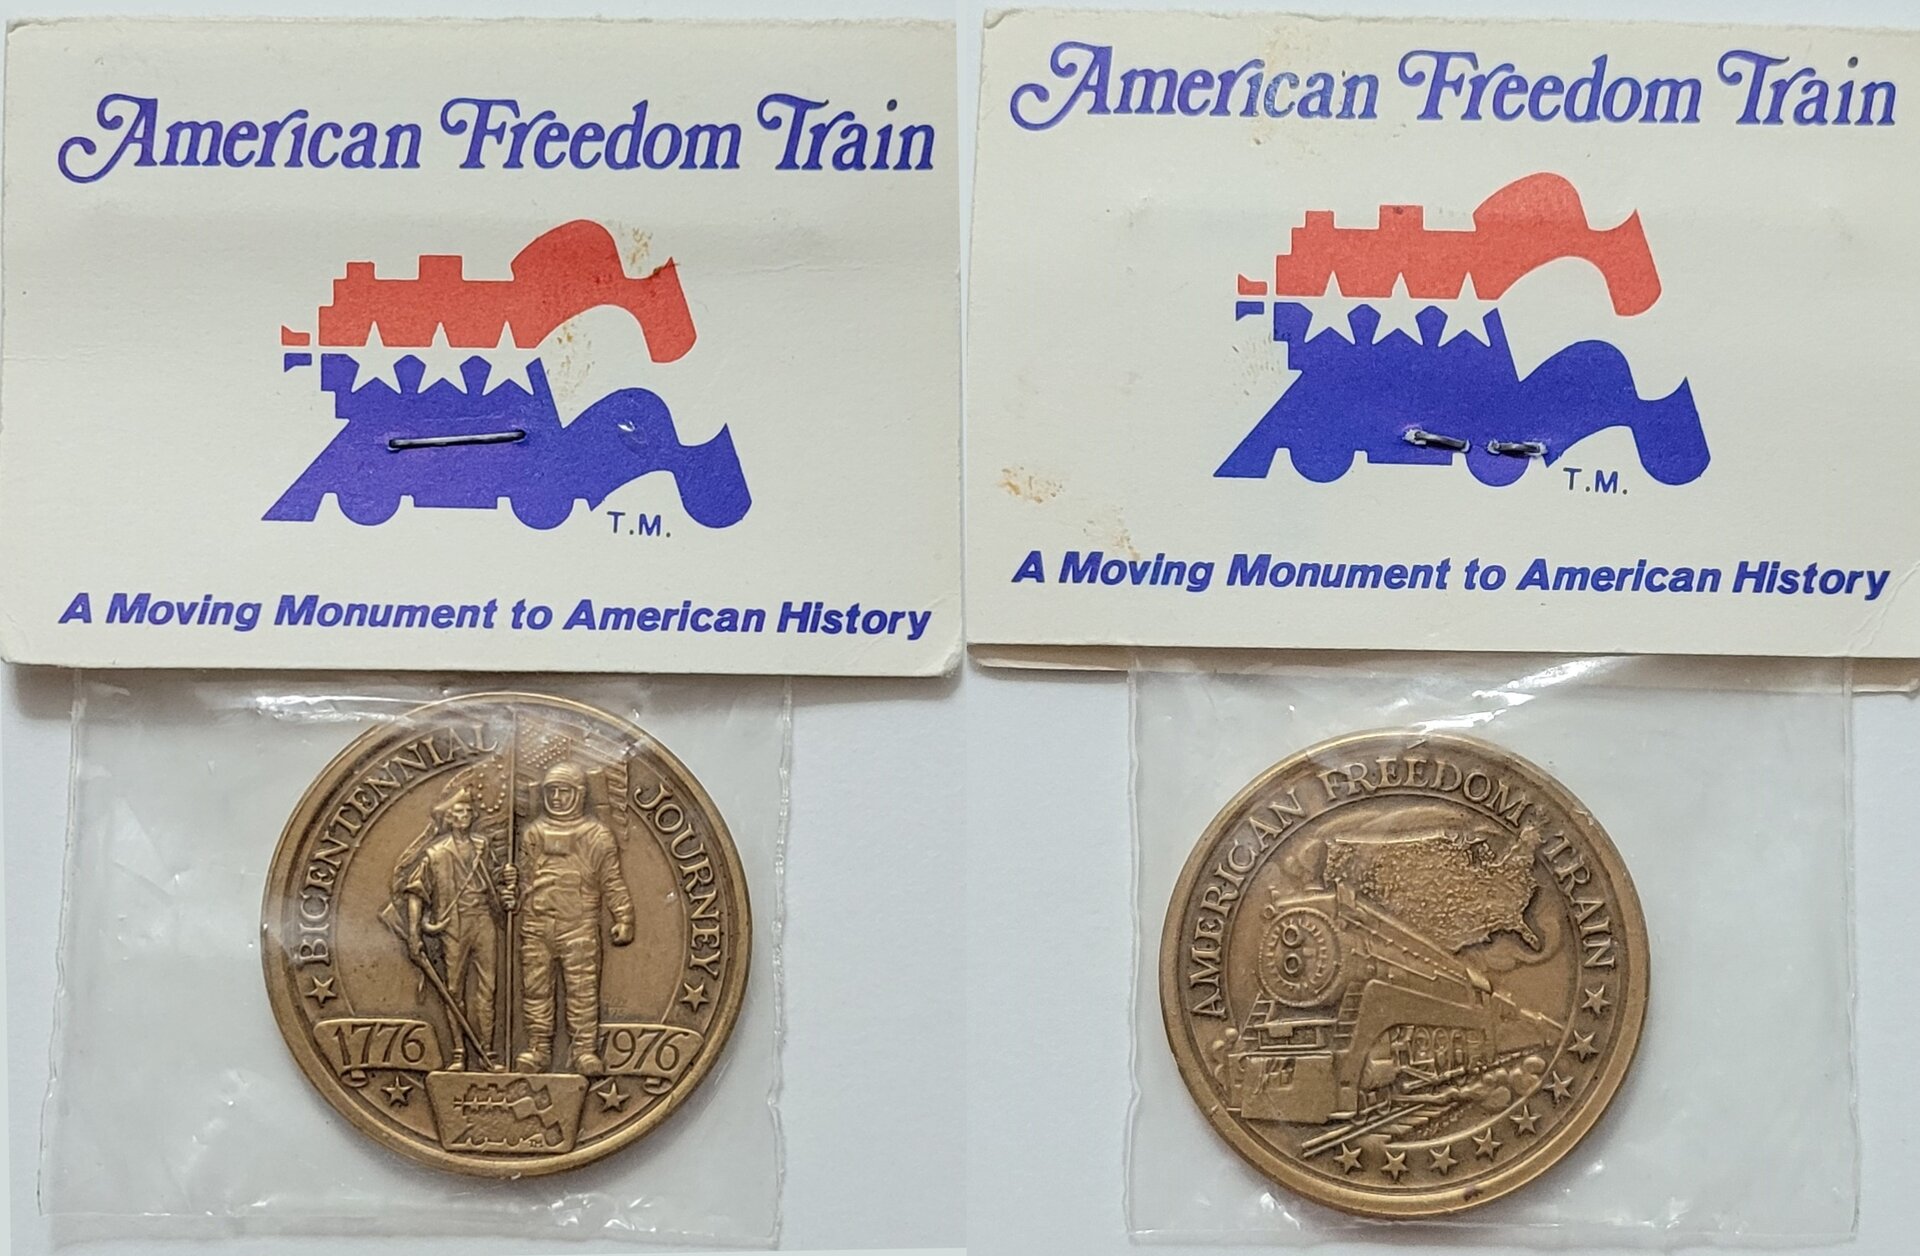 American Freedom Train
T.M.
A Moving Monument to American History
BICENTENNIAL JOURNEY
1776 1976
American Freedom Train
T.M.
A Moving Monument to American History
AMERICAN FREEDOM TRAIN